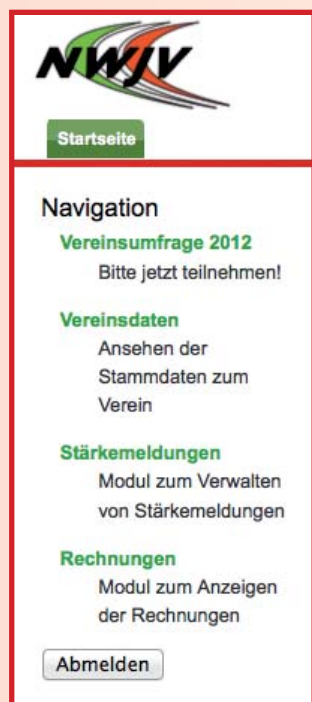 NWJV
Startseite
Navigation
Vereinsumfrage 2012
Bitte jetzt teilnehmen!
Vereinsdaten
Ansehen der
Stammdaten zum
Verein
Stärkemeldungen
Modul zum Verwalten
von Stärkemeldungen
Rechnungen
Modul zum Anzeigen
der Rechnungen
Abmelden